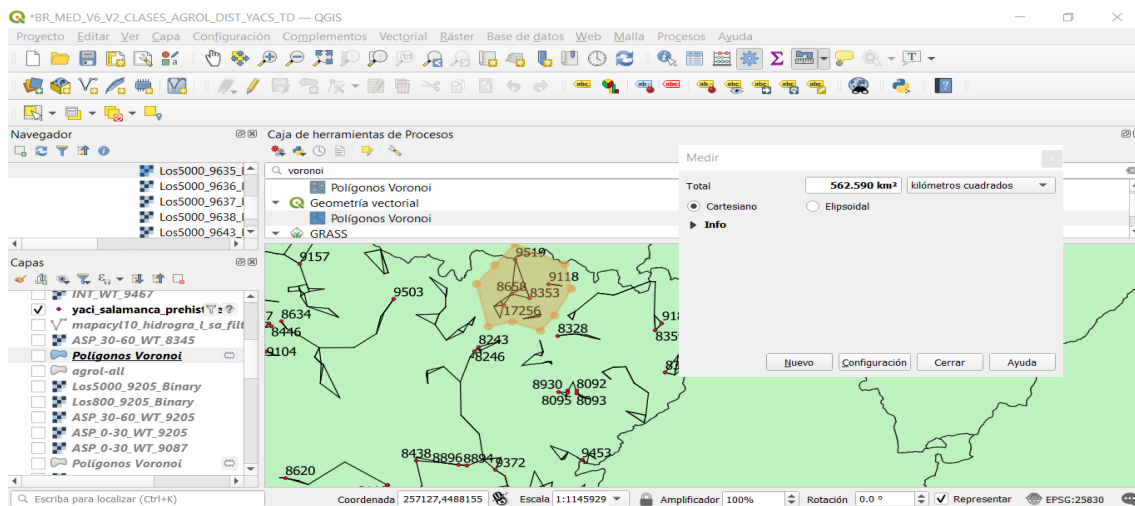 *BR_MED_V6_V2_CLASES_AGROL_DIST_YACS_TD — QGIS
Proyecto Editar Ver Capa Configuración Complementos Vectorial Ráster Base de datos Web Malla Procesos Ayuda
Navegador
Los5000_9635_
Los5000_9636_
Los5000_9637_
Los5000_9638_
Los5000_9643_
Capas
INT_WT_9467
yaci_salamanca_prehist
mapacyl10_hidrogra_l_sa_filt
ASP_30-60_WT_8345
Polígonos Voronoi
agrol-all
Los5000_9205_Binary
Los800_9205_Binary
ASP_30-60_WT_9205
ASP_0-30_WT_9205
ASP_0-30_WT_9087
Polígonos Voronoi
Caja de herramientas de Procesos
voronoi
Polígonos Voronoi
Geometría vectorial
Polígonos Voronoi
GRASS
Medir
Total 562.590 km² kilómetros cuadrados
Cartesiano Elipsoidal
Info
Nuevo Configuración Cerrar Ayuda
9157
9519
9118
9503
8658
8353
17256
8634
8446
8328
918
835
9104
8243
8246
8930 8092
8095 8093
8438 8896 8894 9372
9453
8620
Escriba para localizar (Ctrl+K)
Coordenada 257127,4488155 Escala 1:1145929 Amplificador 100% Rotación 0.0 ° Representar EPSG:25830